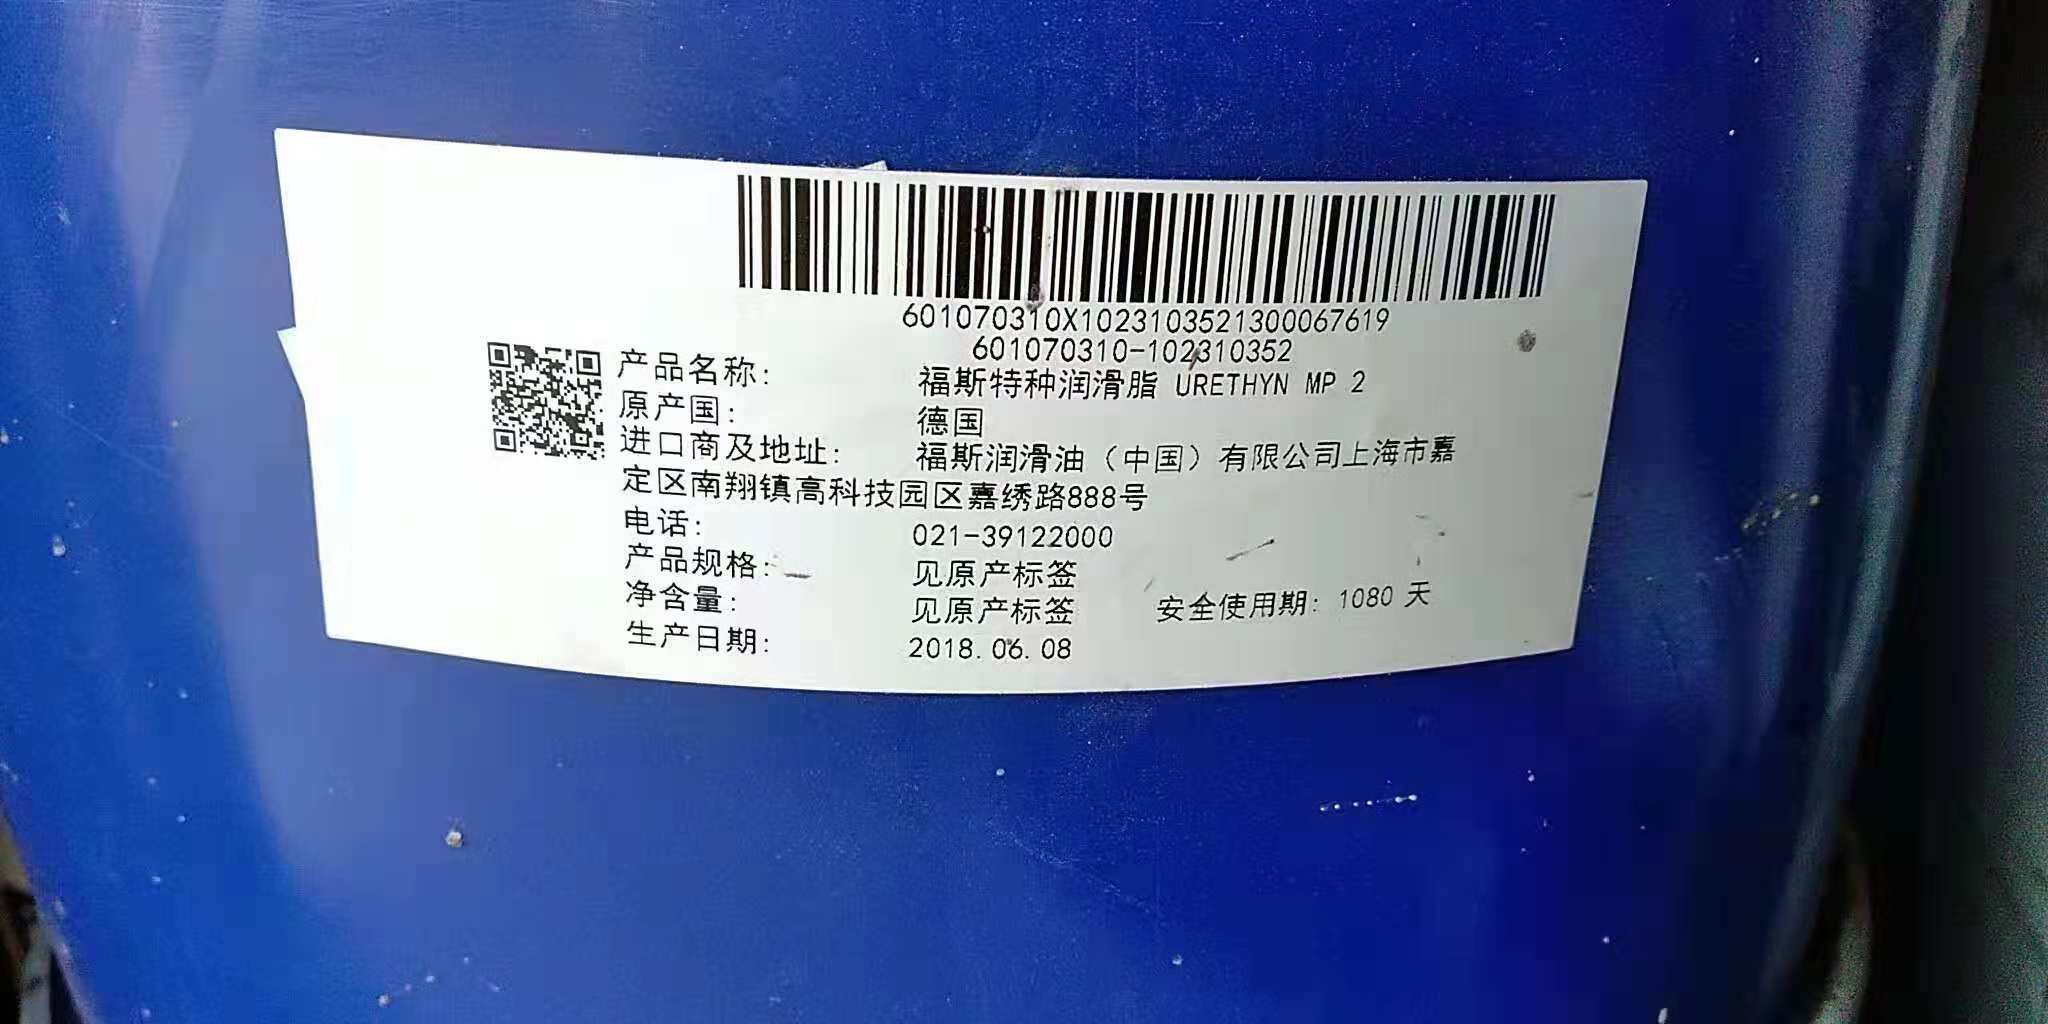 601070310X1023103521300067619
601070310-102310352
产品名称: 福斯特种润滑脂 URETHYN MP 2
原产国: 德国
进口商及地址: 福斯润滑油（中国）有限公司上海市嘉
定区南翔镇高科技园区嘉绣路888号
电话: 021-39122000
产品规格: 见原产标签
净含量: 见原产标签 安全使用期: 1080 天
生产日期: 2018.06.08